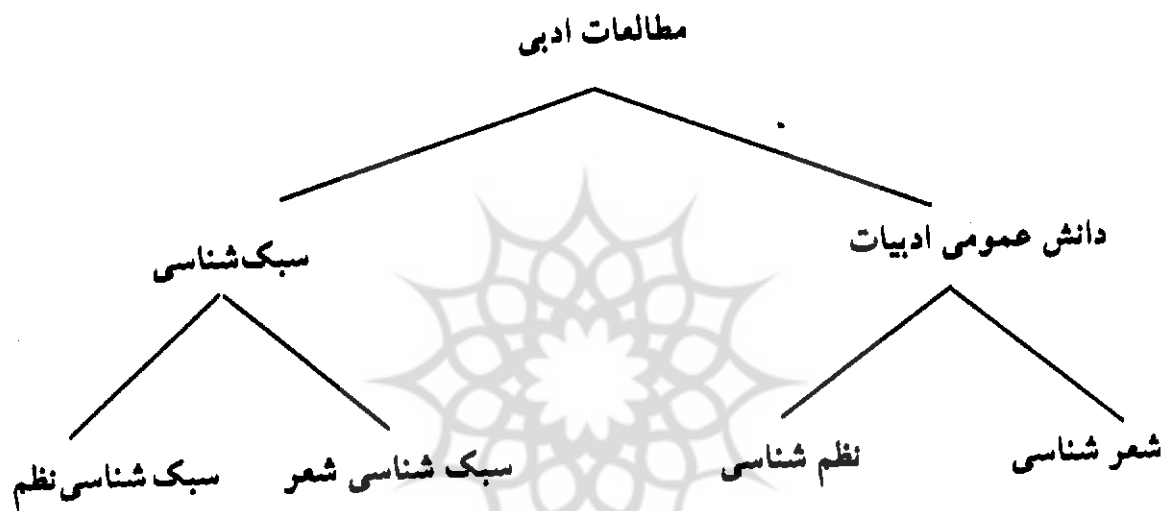 مطالعات ادبی
دانش عمومی ادبیات
سبک‌شناسی
شعر شناسی
نظم شناسی
سبک شناسی شعر
سبک شناسی نظم